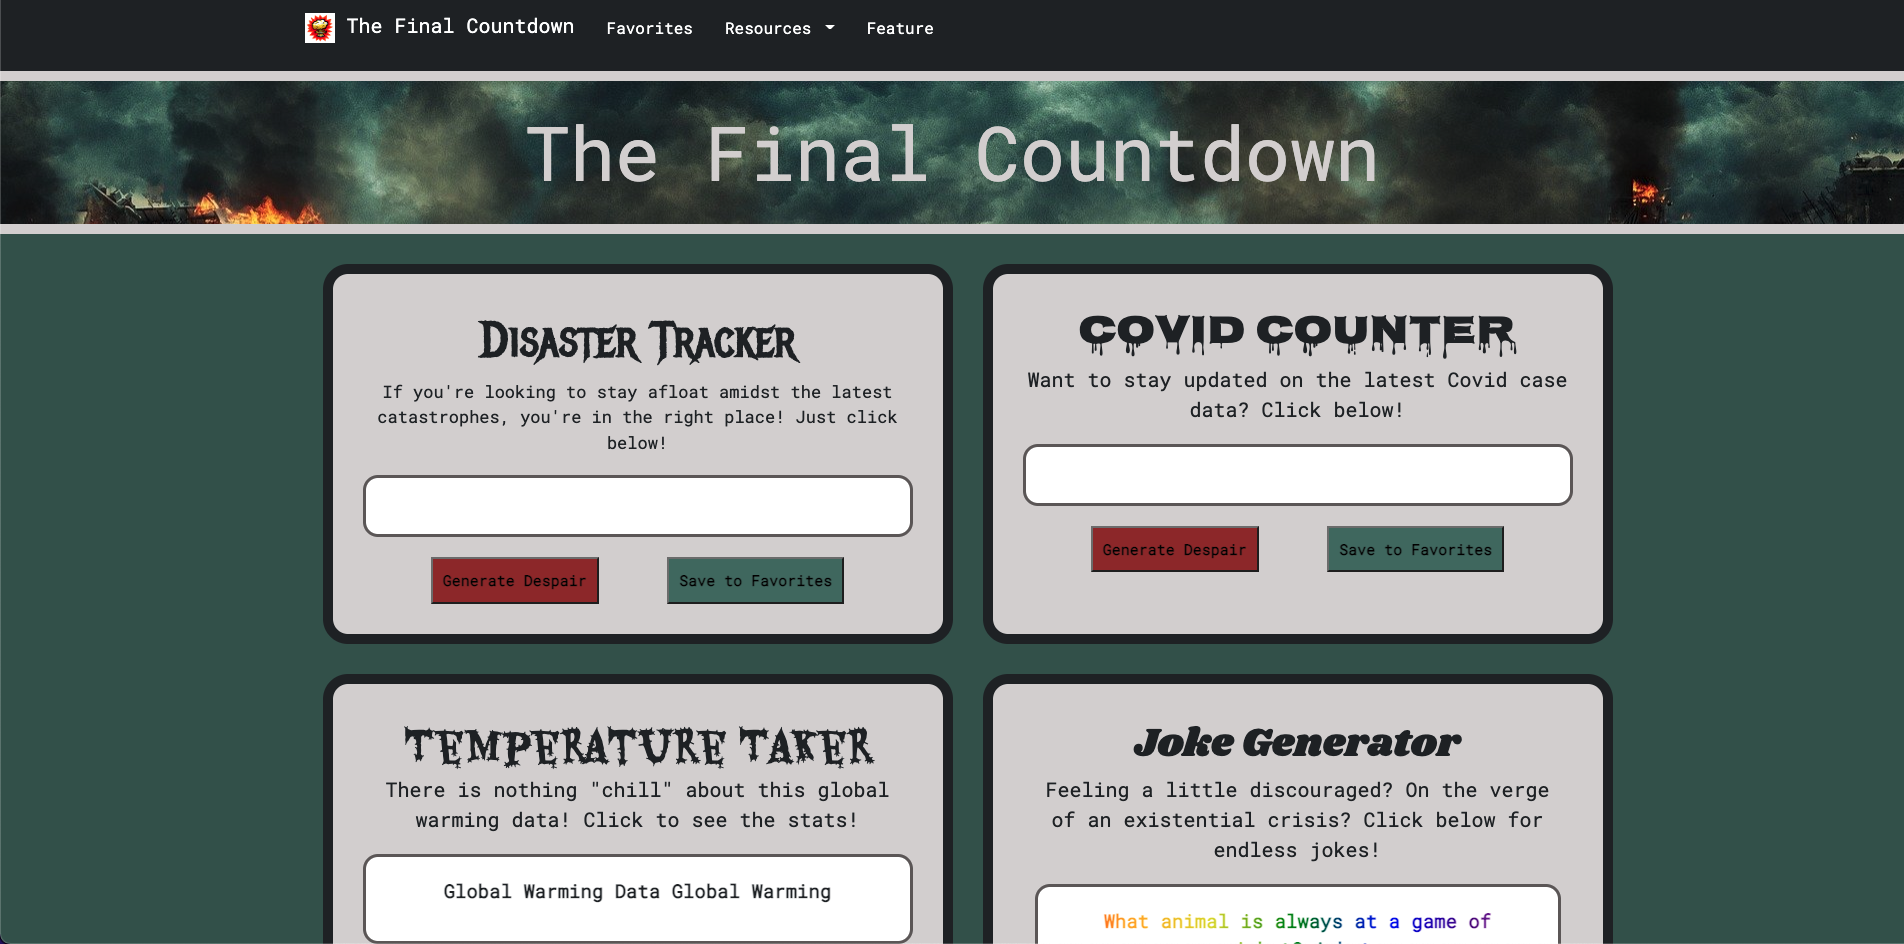 The Final Countdown Favorites Resources Feature
The Final Countdown
Disaster Tracker
If you're looking to stay afloat amidst the latest
catastrophes, you're in the right place! Just click
below!
Generate Despair Save to Favorites
COVID COUNTER
Want to stay updated on the latest Covid case
data? Click below!
Generate Despair Save to Favorites
TEMPERATURE TAKER
There is nothing "chill" about this global
warming data! Click to see the stats!
Global Warming Data Global Warming
Joke Generator
Feeling a little discouraged? On the verge
of an existential crisis? Click below for
endless jokes!
What animal is always at a game of